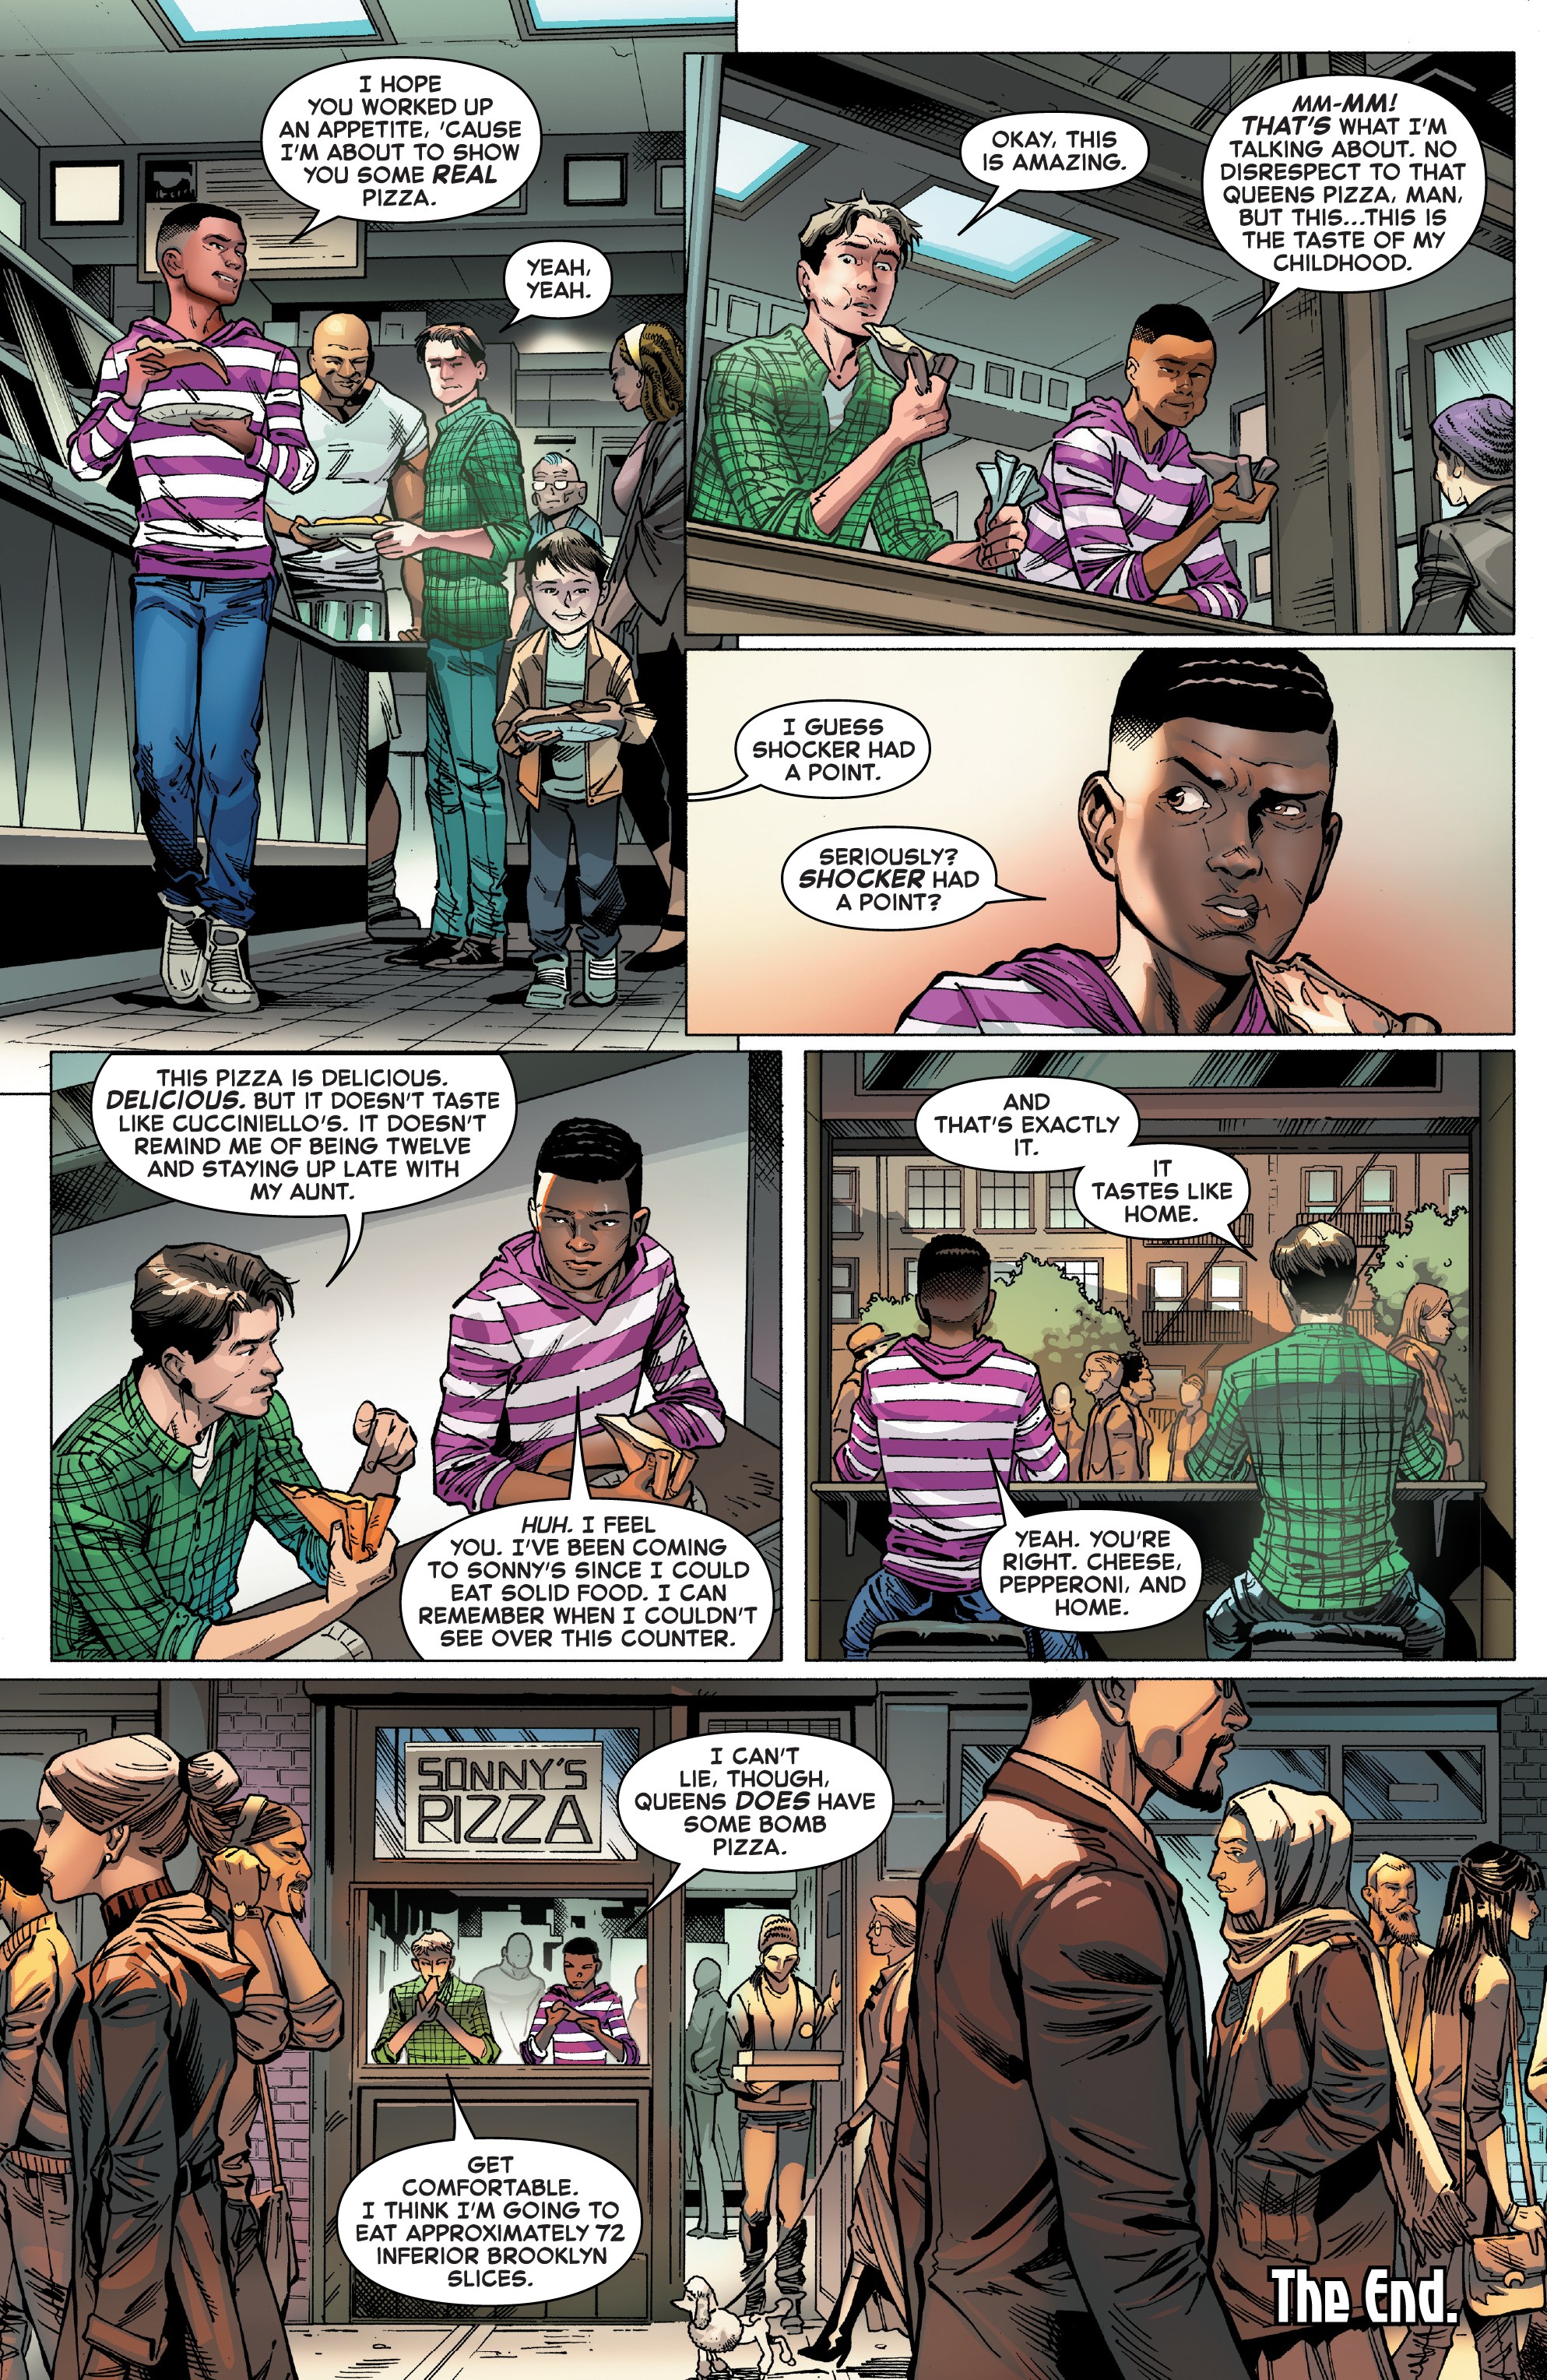 I HOPE
YOU WORKED UP
AN APPETITE, 'CAUSE
I'M ABOUT TO SHOW
YOU SOME REAL
PIZZA.
YEAH,
YEAH.
Z
OKAY, THIS
IS AMAZING.
MM-MM!
THAT'S WHAT I'M
TALKING ABOUT. NO
DISRESPECT TO THAT
QUEENS PIZZA, MAN,
BUT THIS...THIS IS
THE TASTE OF MY
CHILDHOOD.
I GUESS
SHOCKER HAD
A POINT.
SERIOUSLY?
SHOCKER HAD
A POINT?
THIS PIZZA IS DELICIOUS.
DELICIOUS. BUT IT DOESN'T TASTE
LIKE CUCCINIELLO'S. IT DOESN'T
REMIND ME OF BEING TWELVE
AND STAYING UP LATE WITH
MY AUNT.
HUH. I FEEL
YOU. I'VE BEEN COMING
TO SONNY'S SINCE I COULD
EAT SOLID FOOD. I CAN
REMEMBER WHEN I COULDN'T
SEE OVER THIS COUNTER.
AND
THAT'S EXACTLY
IT.
IT
TASTES LIKE
HOME.
YEAH. YOU'RE
RIGHT. CHEESE,
PEPPERONI, AND
HOME.
SONNY'S
PIZZA
I CAN'T
LIE, THOUGH,
QUEENS DOES HAVE
SOME BOMB
PIZZA.
GET
COMFORTABLE.
I THINK I'M GOING TO
EAT APPROXIMATELY 72
INFERIOR BROOKLYN
SLICES.
The End.